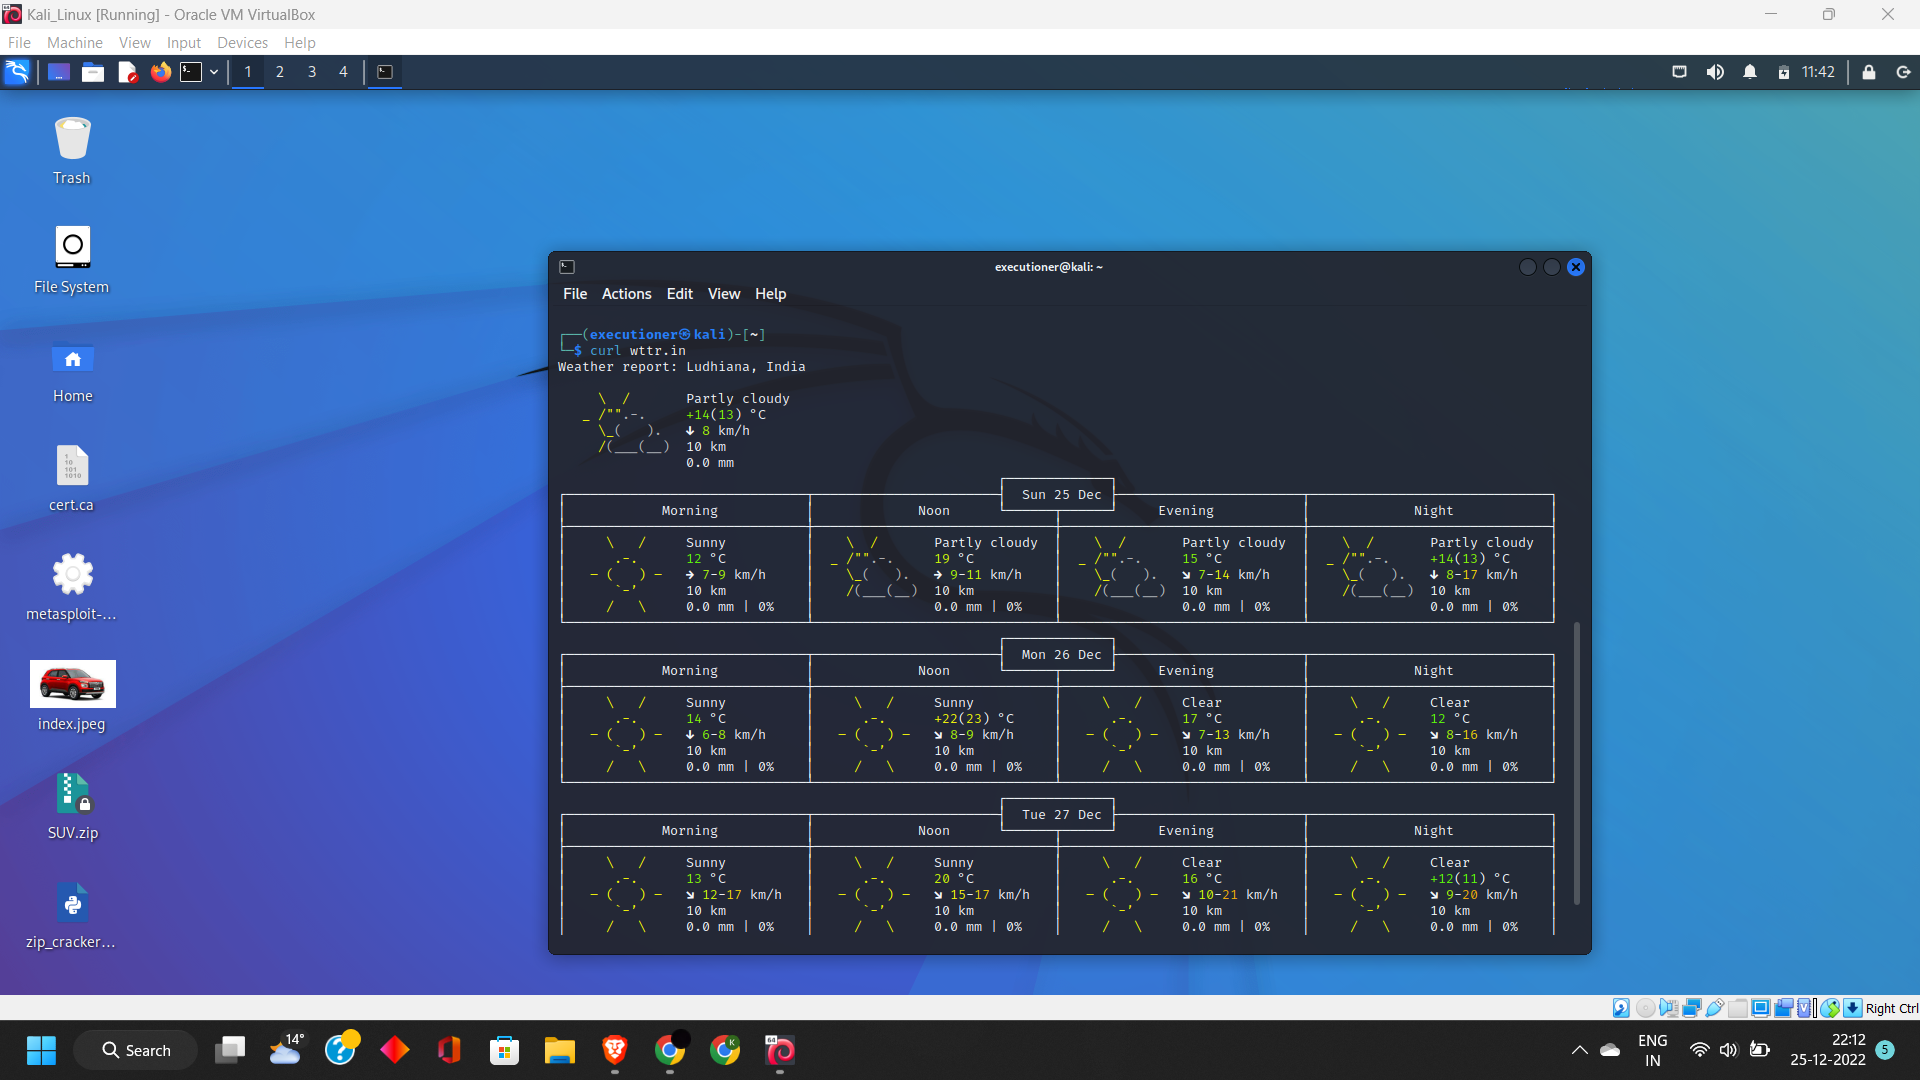 Kali_Linux [Running] - Oracle VM VirtualBox
File Machine View Input Devices Help
1 2 3 4
11:42
Trash
File System
Home
cert.ca
metasploit-...
index.jpeg
SUV.zip
zip_cracker...
executioner@kali: ~
File Actions Edit View Help
┌──(executioner㉿kali)-[~]
└─$ curl wttr.in
Weather report: Ludhiana, India
Partly cloudy
+14(13) °C
↓ 8 km/h
10 km
0.0 mm
Sun 25 Dec
Morning Noon Evening Night
Sunny Partly cloudy Partly cloudy Partly cloudy
12 °C 19 °C 15 °C +14(13) °C
→ 7-9 km/h → 9-11 km/h ↘ 7-14 km/h ↓ 8-17 km/h
10 km 10 km 10 km 10 km
0.0 mm | 0% 0.0 mm | 0% 0.0 mm | 0% 0.0 mm | 0%
Mon 26 Dec
Morning Noon Evening Night
Sunny Sunny Clear Clear
14 °C +22(23) °C 17 °C 12 °C
↓ 6-8 km/h ↘ 8-9 km/h ↘ 7-13 km/h ↘ 8-16 km/h
10 km 10 km 10 km 10 km
0.0 mm | 0% 0.0 mm | 0% 0.0 mm | 0% 0.0 mm | 0%
Tue 27 Dec
Morning Noon Evening Night
Sunny Sunny Clear Clear
13 °C 20 °C 16 °C +12(11) °C
↘ 12-17 km/h ↘ 15-17 km/h ↘ 10-21 km/h ↘ 9-20 km/h
10 km 10 km 10 km 10 km
0.0 mm | 0% 0.0 mm | 0% 0.0 mm | 0% 0.0 mm | 0%
Right Ctrl
Search
14°
ENG
IN
22:12
25-12-2022
5